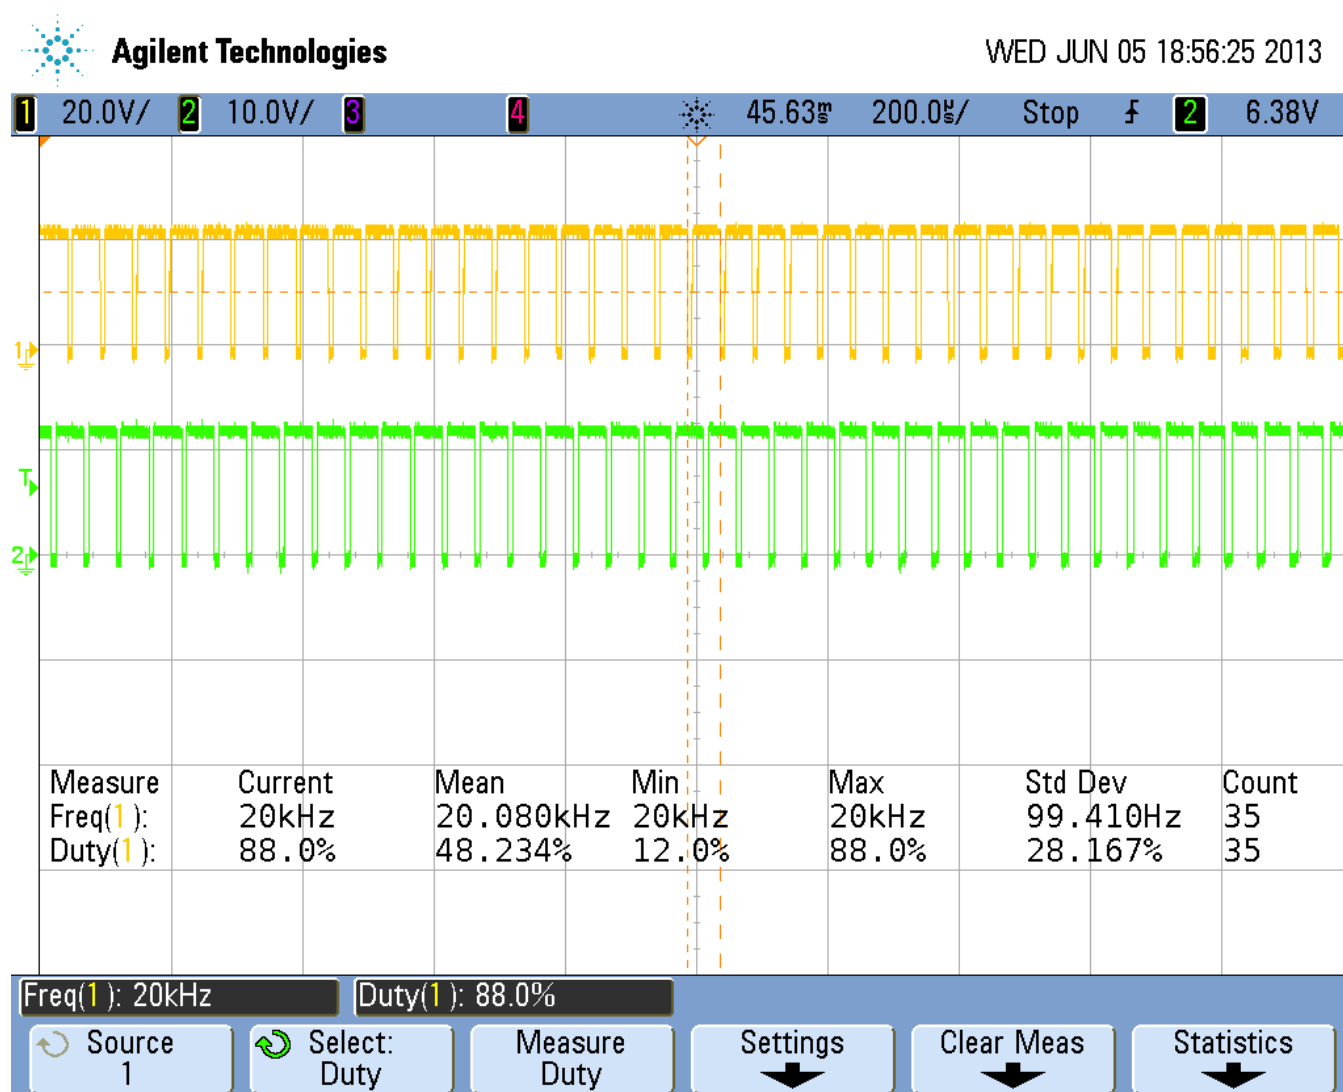 Agilent Technologies WED JUN 05 18:56:25 2013
1 20.0V/ 2 10.0V/ 3 4 45.63ms 200.0µs/ Stop 2 6.38V
1
T
2
Measure Current Mean Min Max Std Dev Count
Freq(1): 20kHz 20.080kHz 20kHz 20kHz 99.410Hz 35
Duty(1): 88.0% 48.234% 12.0% 88.0% 28.167% 35
Freq(1): 20kHz Duty(1): 88.0%
Source Select: Measure Settings Clear Meas Statistics
1 Duty Duty